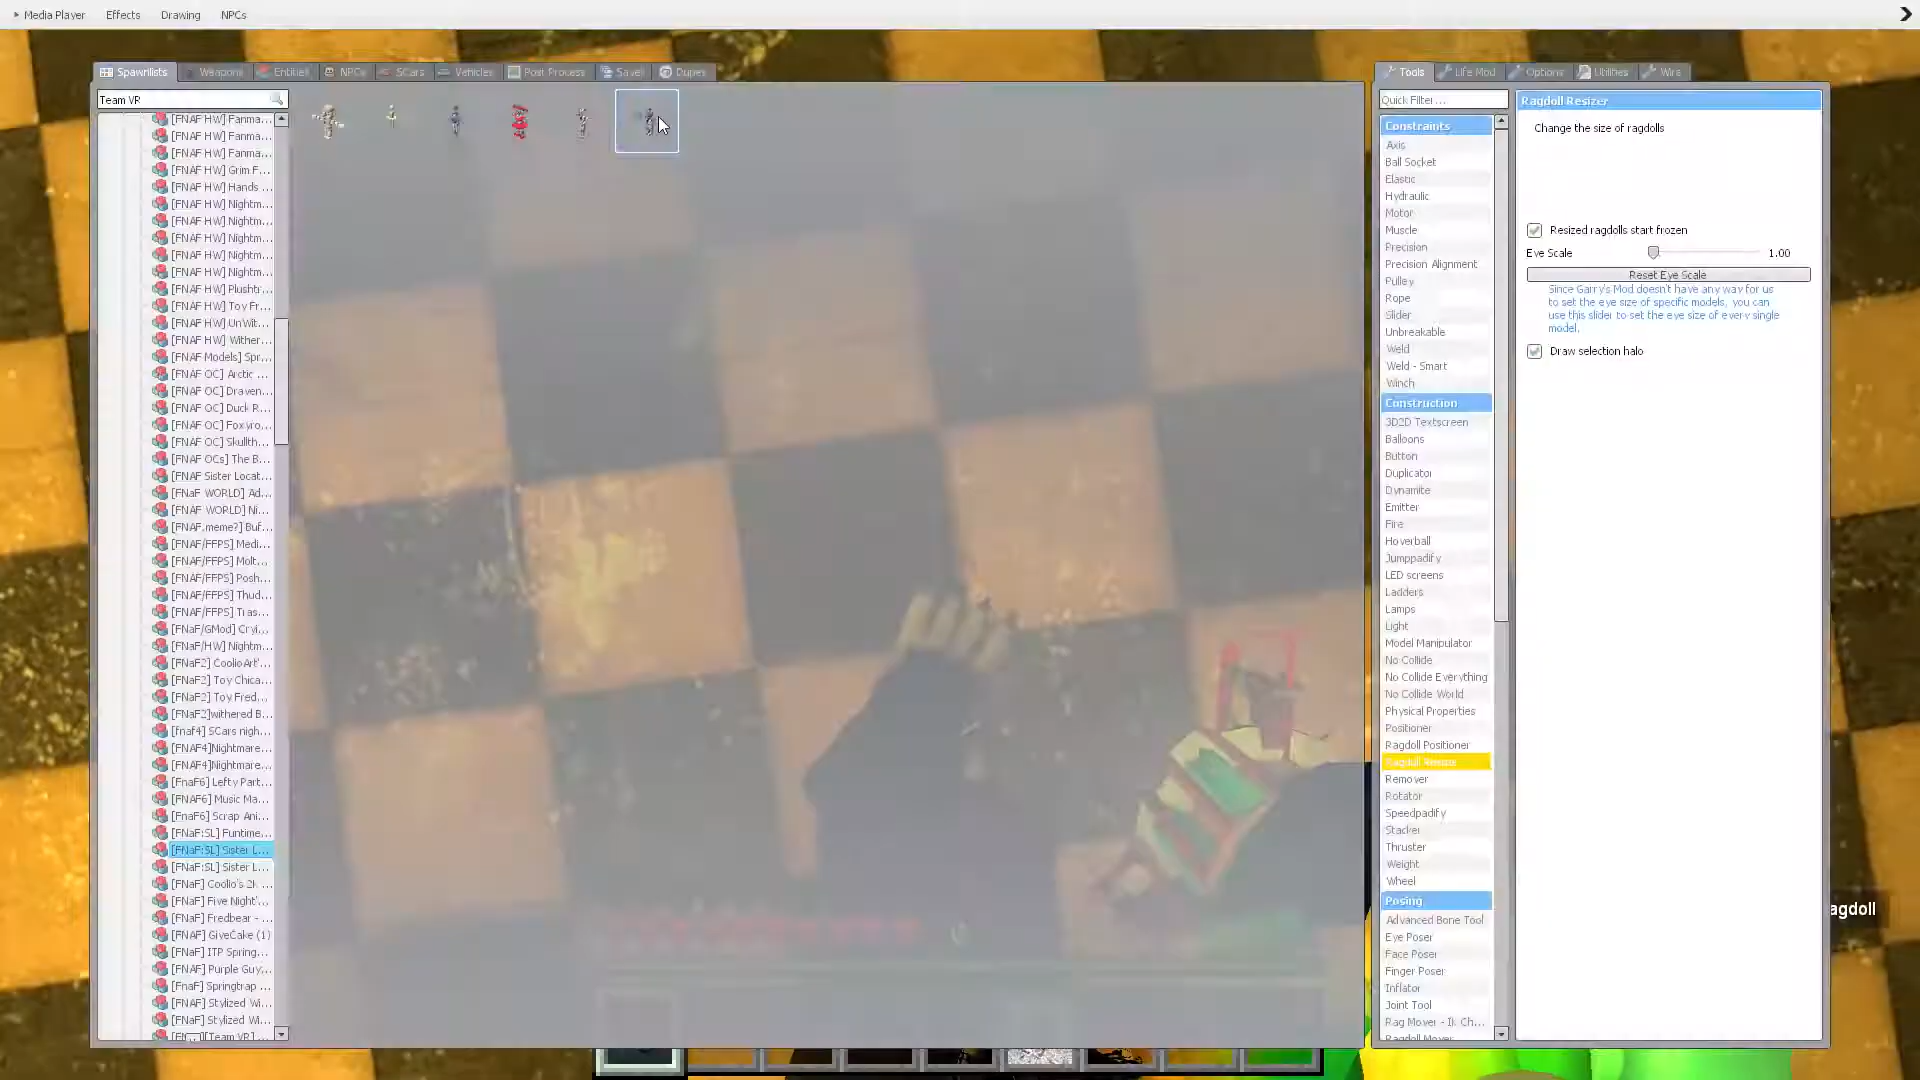 Media Player
Effects
Drawing
NPCs
Spawnlists
Weapons
Entities
NPCs
SCars
Vehicles
Post Process
Saves
Dupes
Team VR
[FNAF HW] Fanma...
[FNAF HW] Fanma...
[FNAF HW] Fanma...
[FNAF HW] Grim F...
[FNAF HW] Hands ...
[FNAF HW] Nightm...
[FNAF HW] Nightm...
[FNAF HW] Nightm...
[FNAF HW] Nightm...
[FNAF HW] Nightm...
[FNAF HW] Plushtr...
[FNAF HW] Toy Fr...
[FNAF HW] UnWit...
[FNAF HW] Wither...
[FNAF Models] Spr...
[FNAF OC] Arctic ...
[FNAF OC] Draven...
[FNAF OC] Duck R...
[FNAF OC] Foxyro...
[FNAF OC] Skullth...
[FNAF OCs] The B...
[FNAF Sister Locat...
[FNaF WORLD] Ad...
[FNAF WORLD] Ni...
[FNAF.meme?] Buf...
[FNAF/FFPS] Medi...
[FNAF/FFPS] Molt...
[FNAF/FFPS] Posh...
[FNAF/FFPS] Thud...
[FNAF/FFPS] Tras...
[FNaF/GMod] Cryi...
[FNaF/HW] Nightm...
[FNaF2] CoolioArt'...
[FNaF2] Toy Chica...
[FNaF2] Toy Fred...
[FNaF2]withered B...
[fnaf4] SCars nigh...
[FNAF4]Nightmare...
[FNAF4]Nightmare...
[FnaF6] Lefty Part...
[FNAF6] Music Ma...
[FnaF6] Scrap Ani...
[FNaF:SL] Funtime...
[FNaF:SL] Sister L...
[FNaF:SL] Sister L...
[FNaF] Coolio's 2k ...
[FNaF] Five Night'...
[FNaF] Fredbear - ...
[FNAF] GiveCake (1)
[FNaF] ITP Spring...
[FNAF] Purple Guy...
[FnaF] Springtrap ...
[FNAF] Stylized Wi...
[FNaF] Stylized Wi...
Tools
Life Mod
Options
Utilities
Wire
Quick Filter ...
Constraints
Axis
Ball Socket
Elastic
Hydraulic
Motor
Muscle
Precision
Precision Alignment
Pulley
Rope
Slider
Unbreakable
Weld
Weld - Smart
Winch
Construction
3D2D Textscreen
Balloons
Button
Duplicator
Dynamite
Emitter
Fire
Hoverball
Jumppadify
LED screens
Ladders
Lamps
Light
Model Manipulator
No Collide
No Collide Everything
No Collide World
Physical Properties
Positioner
Ragdoll Positioner
Ragdoll Resizer
Remover
Rotator
Speedpadify
Stacker
Thruster
Weight
Wheel
Posing
Advanced Bone Tool
Eye Poser
Face Poser
Finger Poser
Inflator
Joint Tool
Rag Mover - Ik Ch...
Ragdoll Mover
Ragdoll Resizer
Change the size of ragdolls
Resized ragdolls start frozen
Eye Scale 1.00
Reset Eye Scale
Since Garry's Mod doesn't have any way for us
to set the eye size of specific models, you can
use this slider to set the eye size of every single
model.
Draw selection halo
agdoll